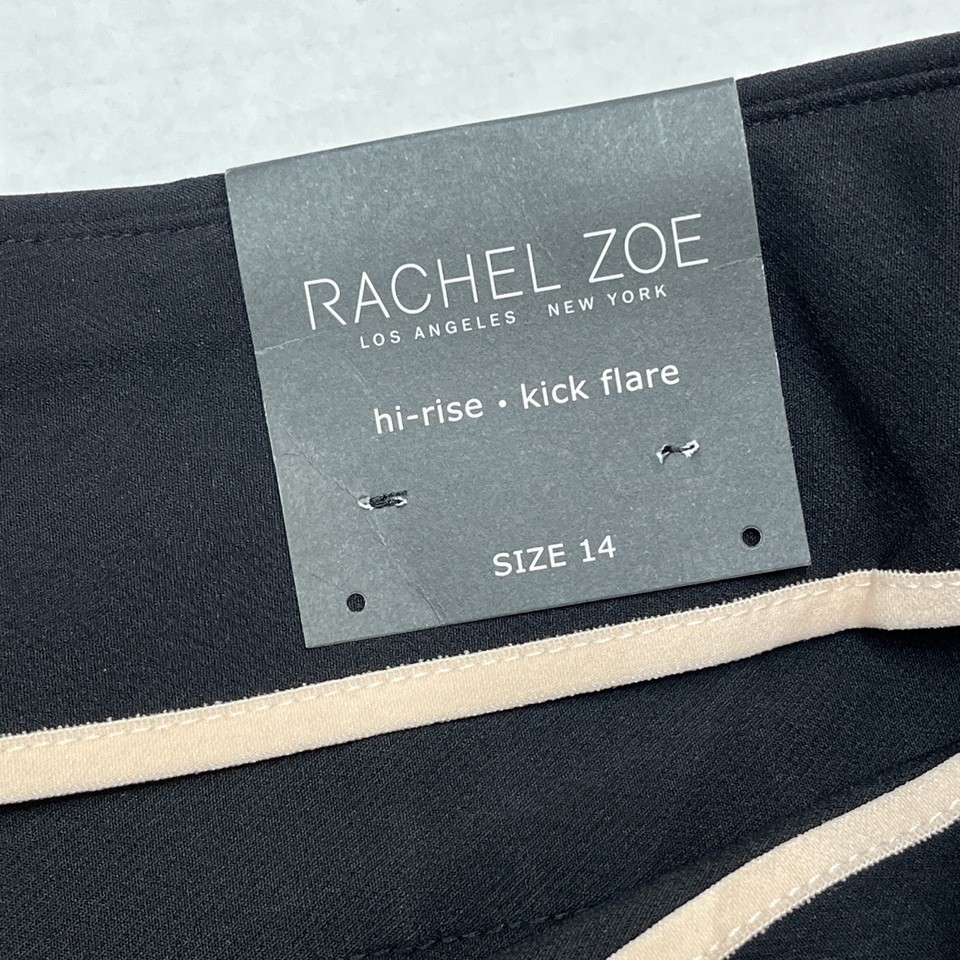 RACHEL ZOE
LOS ANGELES NEW YORK
hi-rise • kick flare
SIZE 14